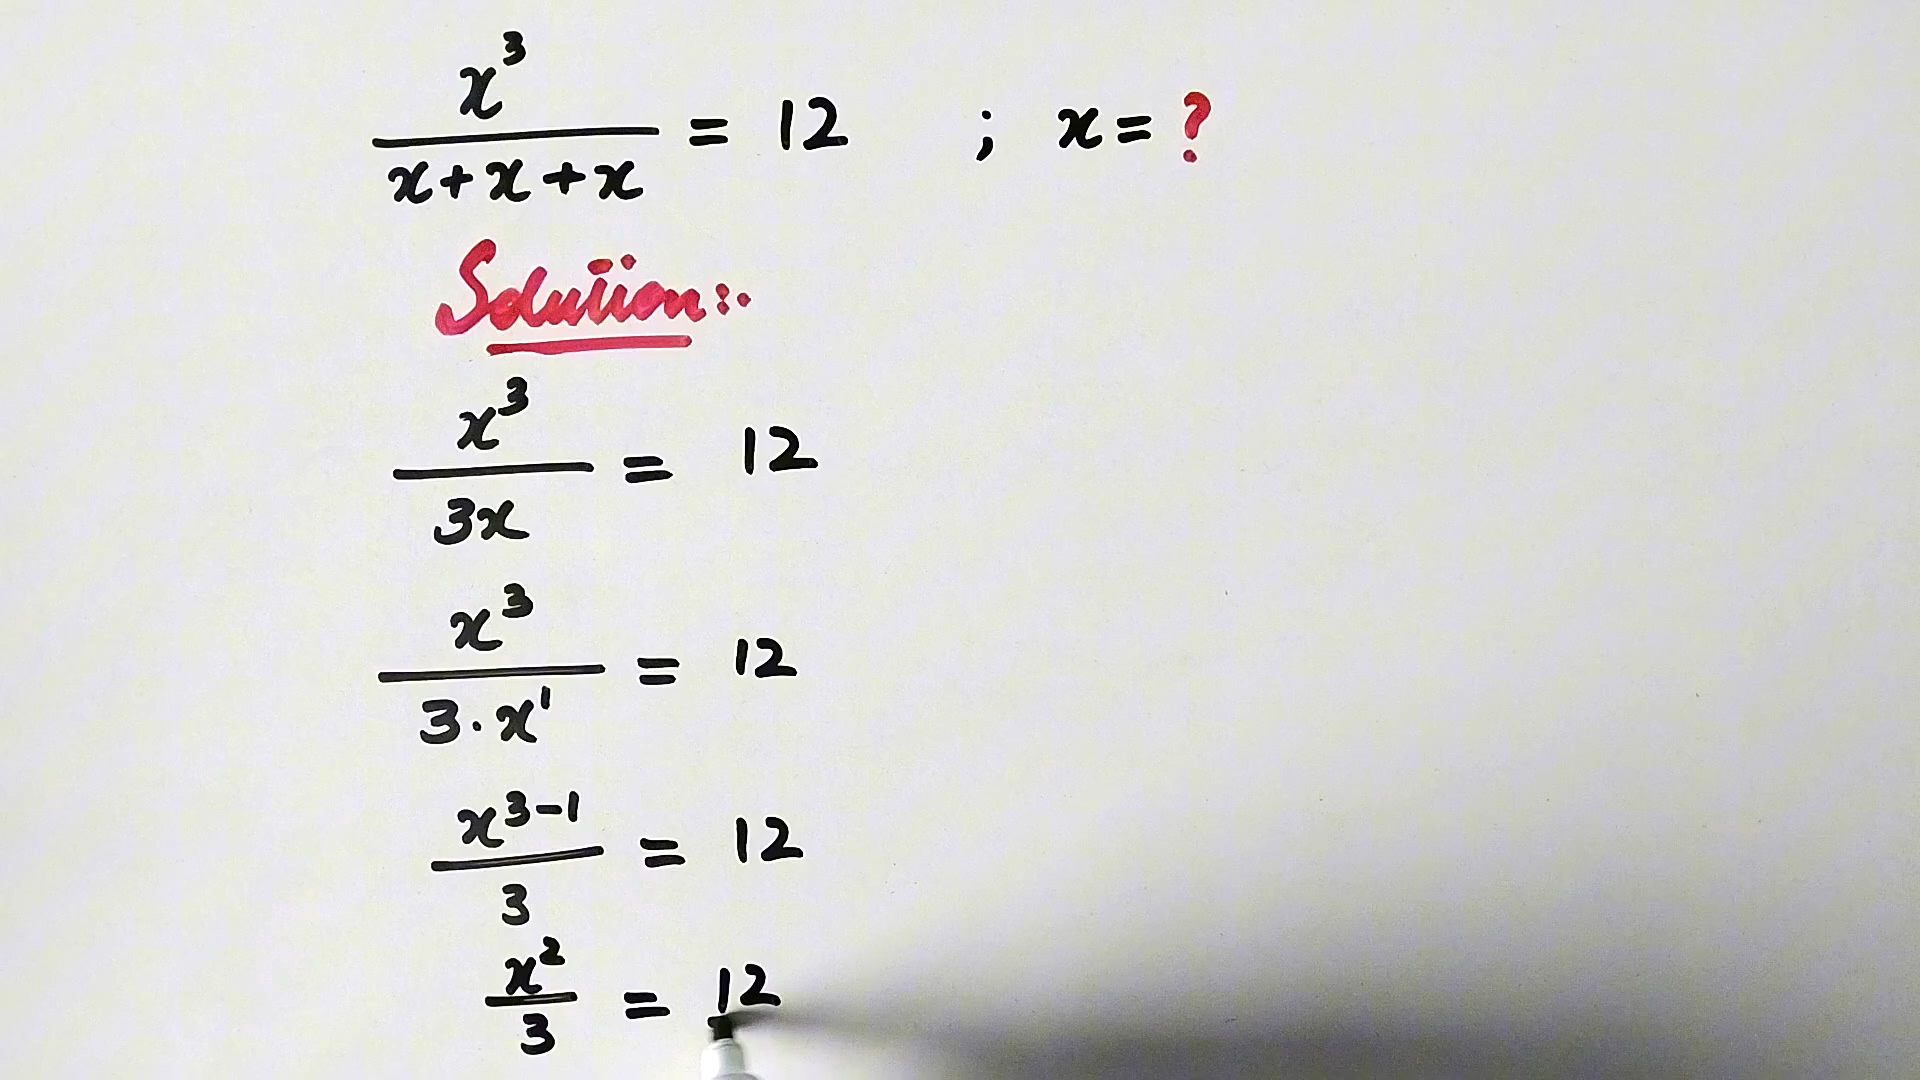 x³/(x+x+x) = 12 ; x = ?
Solution:-
x³/3x = 12
x³/(3·x¹) = 12
x³⁻¹/3 = 12
x²/3 = 12